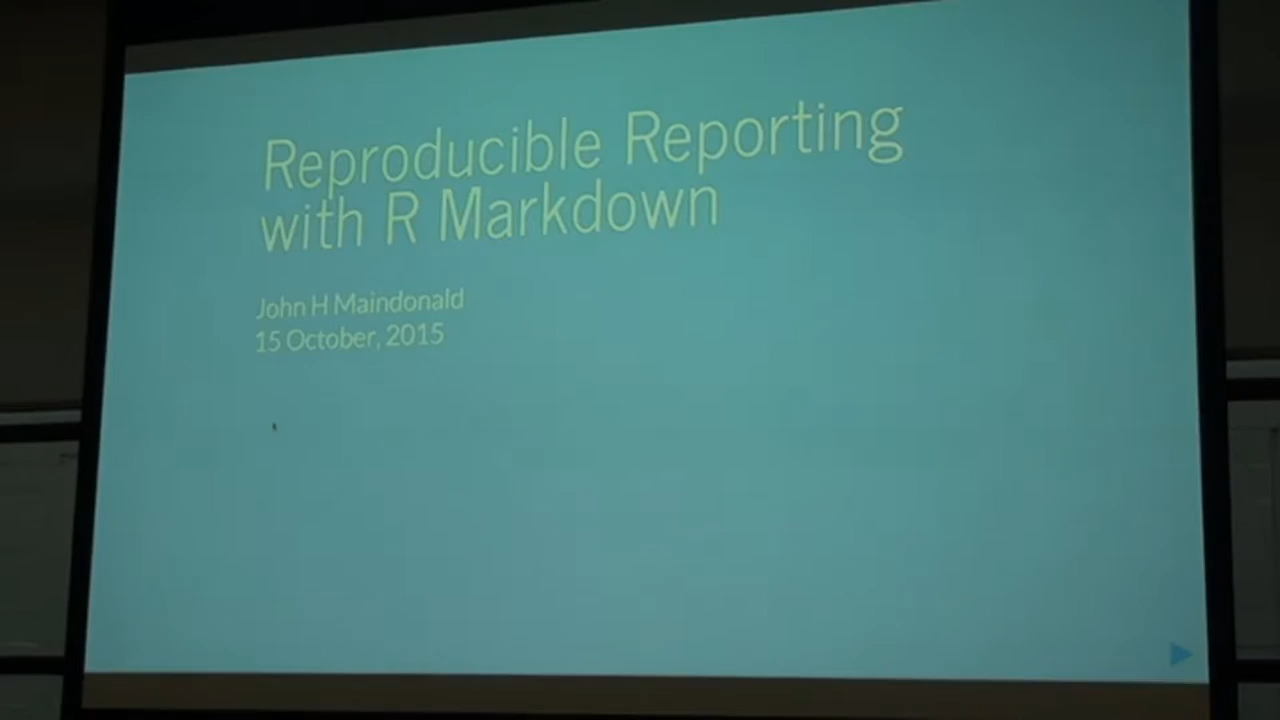 Reproducible Reporting
with R Markdown
John H Maindonald
15 October, 2015